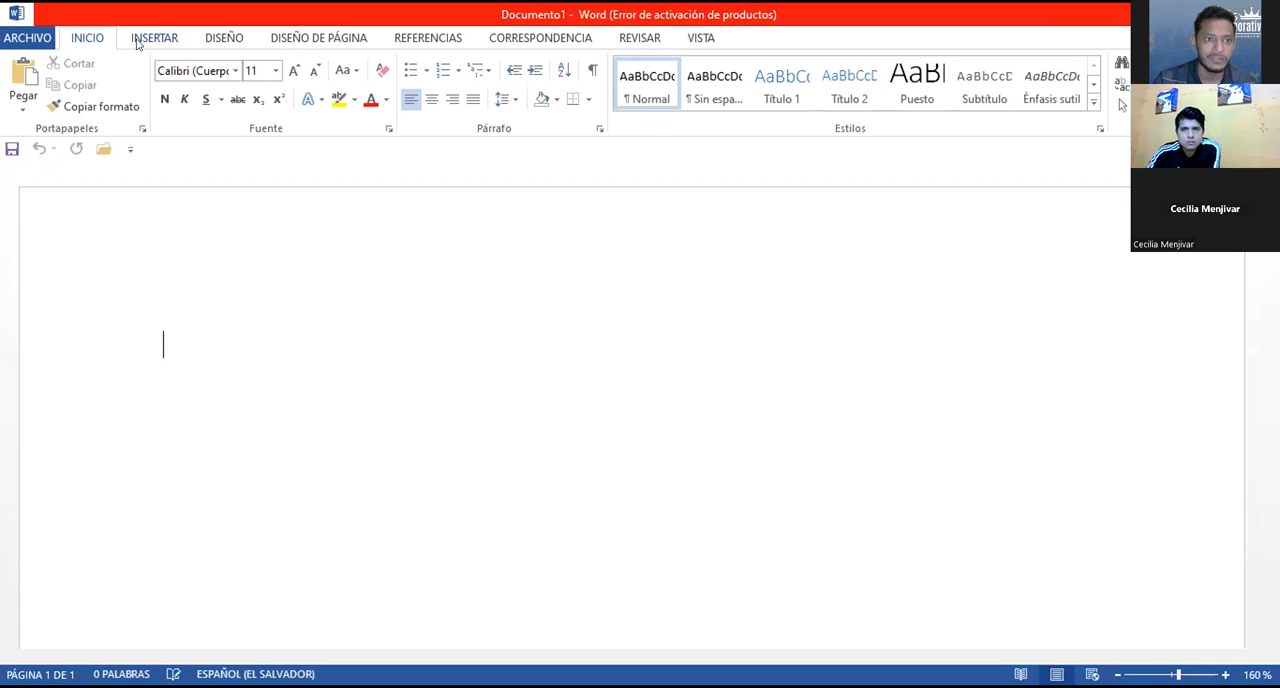 Documento1 - Word (Error de activación de productos)
ARCHIVO INICIO INSERTAR DISEÑO DISEÑO DE PÁGINA REFERENCIAS CORRESPONDENCIA REVISAR VISTA
Pegar
Cortar
Copiar
Copiar formato
Portapapeles
Calibri (Cuerpo 11
Aa
N K S abc x₂ x² A aby A
Fuente
Párrafo
AaBbCcDc AaBbCcDc AaBbC( AaBbCcD AaB AaBbCcD AaBbCcDc
¶ Normal ¶ Sin espa... Título 1 Título 2 Puesto Subtítulo Énfasis sutil
Estilos
Cecilia Menjivar
Cecilia Menjivar
PÁGINA 1 DE 1 0 PALABRAS ESPAÑOL (EL SALVADOR) 160 %